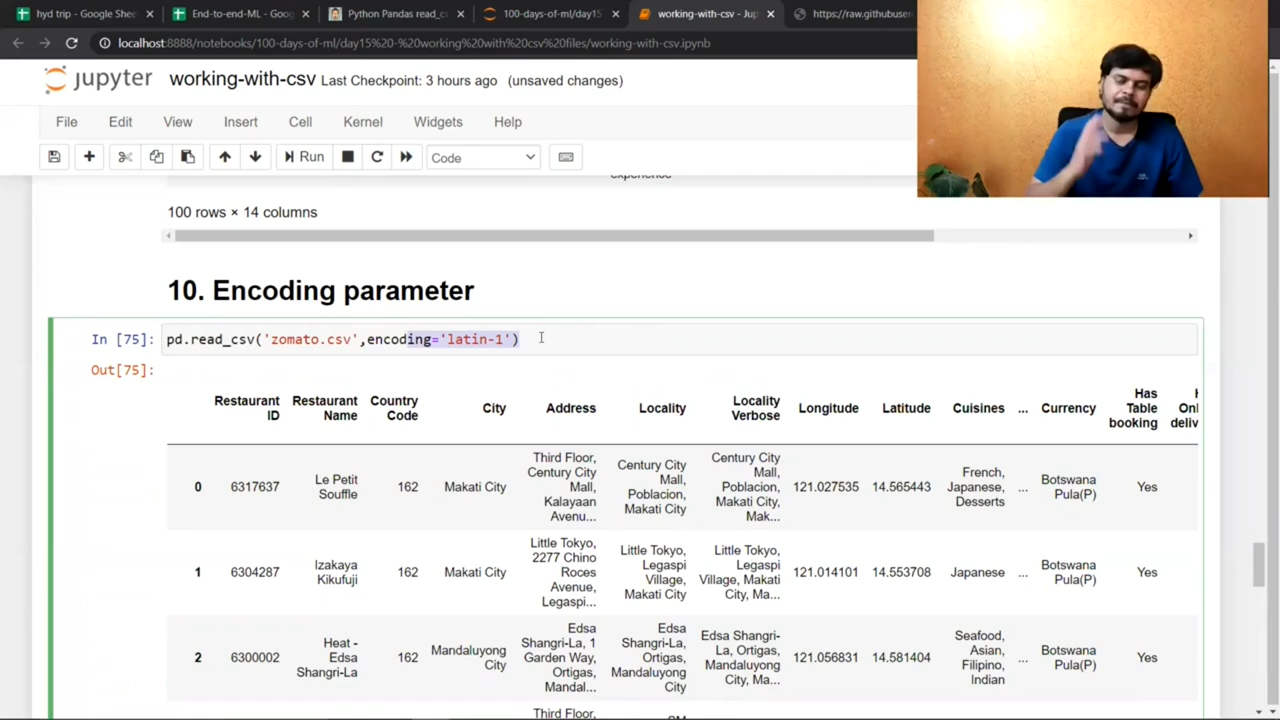 hyd trip - Google Shee
End-to-end-ML - Goog
Python Pandas read_c
100-days-of-ml/day15
working-with-csv - Jup
https://raw.githubuser
localhost:8888/notebooks/100-days-of-ml/day15%20-%20working%20with%20csv%20files/working-with-csv.ipynb
jupyter working-with-csv Last Checkpoint: 3 hours ago (unsaved changes)
File Edit View Insert Cell Kernel Widgets Help
Run Code
experience
100 rows × 14 columns
10. Encoding parameter
In [75]: pd.read_csv('zomato.csv',encoding='latin-1')
Out[75]:
Restaurant ID
Restaurant Name
Country Code
City
Address
Locality
Locality Verbose
Longitude
Latitude
Cuisines
...
Currency
Has Table booking
0
6317637
Le Petit Souffle
162
Makati City
Third Floor,
Century City
Mall,
Kalayaan
Avenu...
Century City
Mall,
Poblacion,
Makati City
Century City
Mall,
Poblacion,
Makati City,
Mak...
121.027535
14.565443
French,
Japanese,
Desserts
...
Botswana
Pula(P)
Yes
1
6304287
Izakaya
Kikufuji
162
Makati City
Little Tokyo,
2277 Chino
Roces
Avenue,
Legaspi...
Little Tokyo,
Legaspi
Village,
Makati City
Little Tokyo,
Legaspi
Village, Makati
City, Ma...
121.014101
14.553708
Japanese
...
Botswana
Pula(P)
Yes
2
6300002
Heat -
Edsa
Shangri-La
162
Mandaluyong
City
Edsa
Shangri-La, 1
Garden Way,
Ortigas,
Mandal...
Edsa
Shangri-La,
Ortigas,
Mandaluyong
City
Edsa Shangri-
La, Ortigas,
Mandaluyong
City, Ma...
121.056831
14.581404
Seafood,
Asian,
Filipino,
Indian
...
Botswana
Pula(P)
Yes
Third Floor,